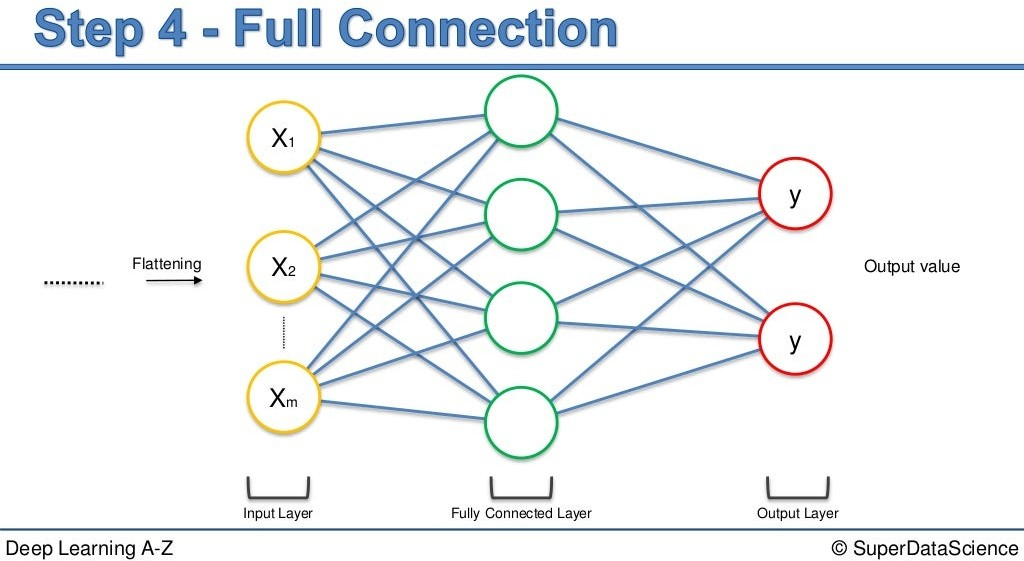 Step 4 - Full Connection
X1
X2
Xm
Flattening
y
y
Output value
Input Layer
Fully Connected Layer
Output Layer
Deep Learning A-Z
© SuperDataScience